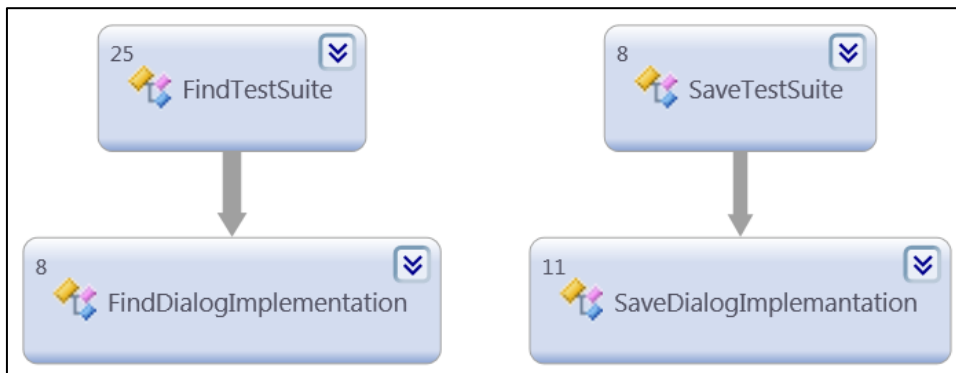 25
FindTestSuite
8
SaveTestSuite
8
FindDialogImplementation
11
SaveDialogImplemantation